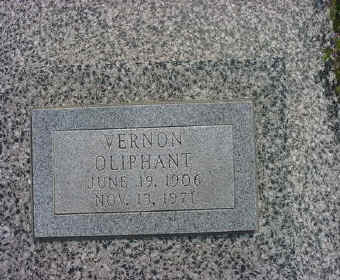 VERNON
OLIPHANT
JUNE 19, 1906
NOV. 13, 1971